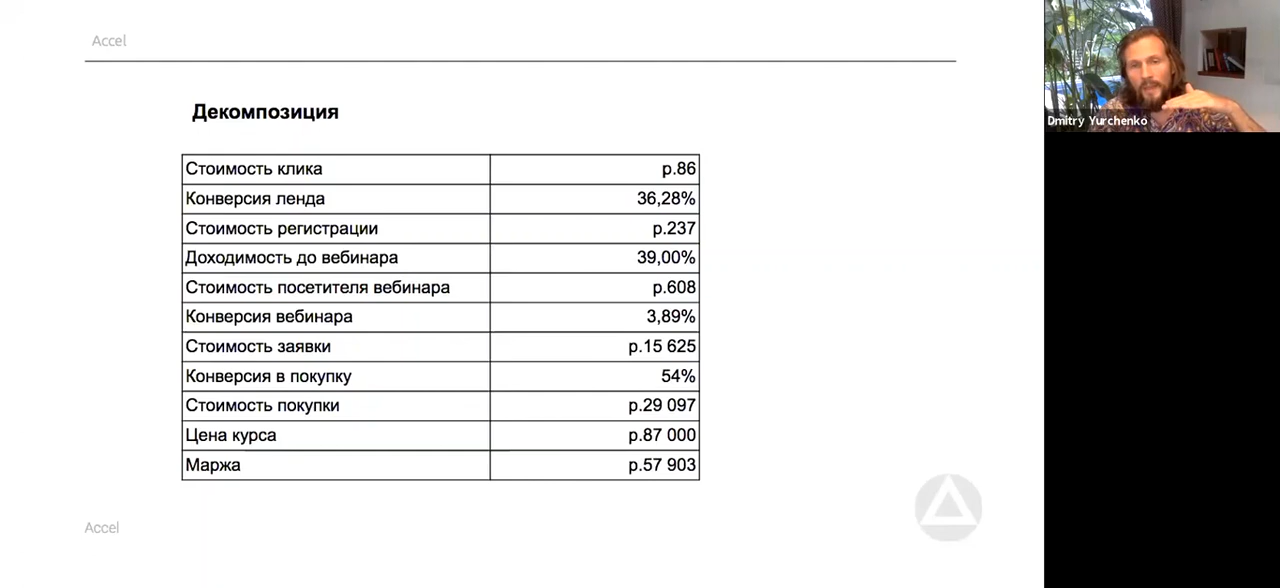 Accel
Dmitry Yurchenko
Декомпозиция
Стоимость клика р.86
Конверсия ленда 36,28%
Стоимость регистрации р.237
Доходимость до вебинара 39,00%
Стоимость посетителя вебинара р.608
Конверсия вебинара 3,89%
Стоимость заявки р.15 625
Конверсия в покупку 54%
Стоимость покупки р.29 097
Цена курса р.87 000
Маржа р.57 903
Accel